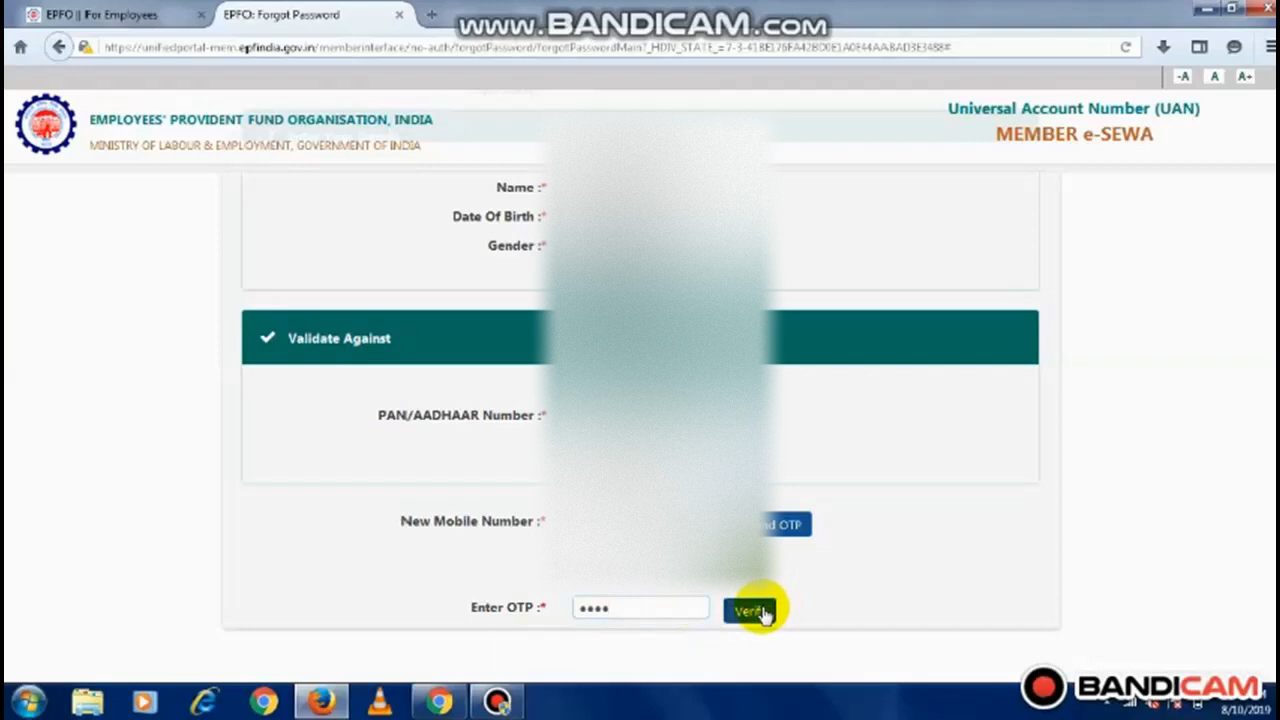 EPFO || For Employees
EPFO: Forgot Password
www.BANDICAM.com
-A A A+
EMPLOYEES' PROVIDENT FUND ORGANISATION, INDIA
MINISTRY OF LABOUR & EMPLOYMENT, GOVERNMENT OF INDIA
Universal Account Number (UAN)
MEMBER e-SEWA
Name :*
Date Of Birth :*
Gender :*
Validate Against
PAN/AADHAAR Number :*
New Mobile Number :*
OTP
Enter OTP :*
BANDICAM
8/10/2019